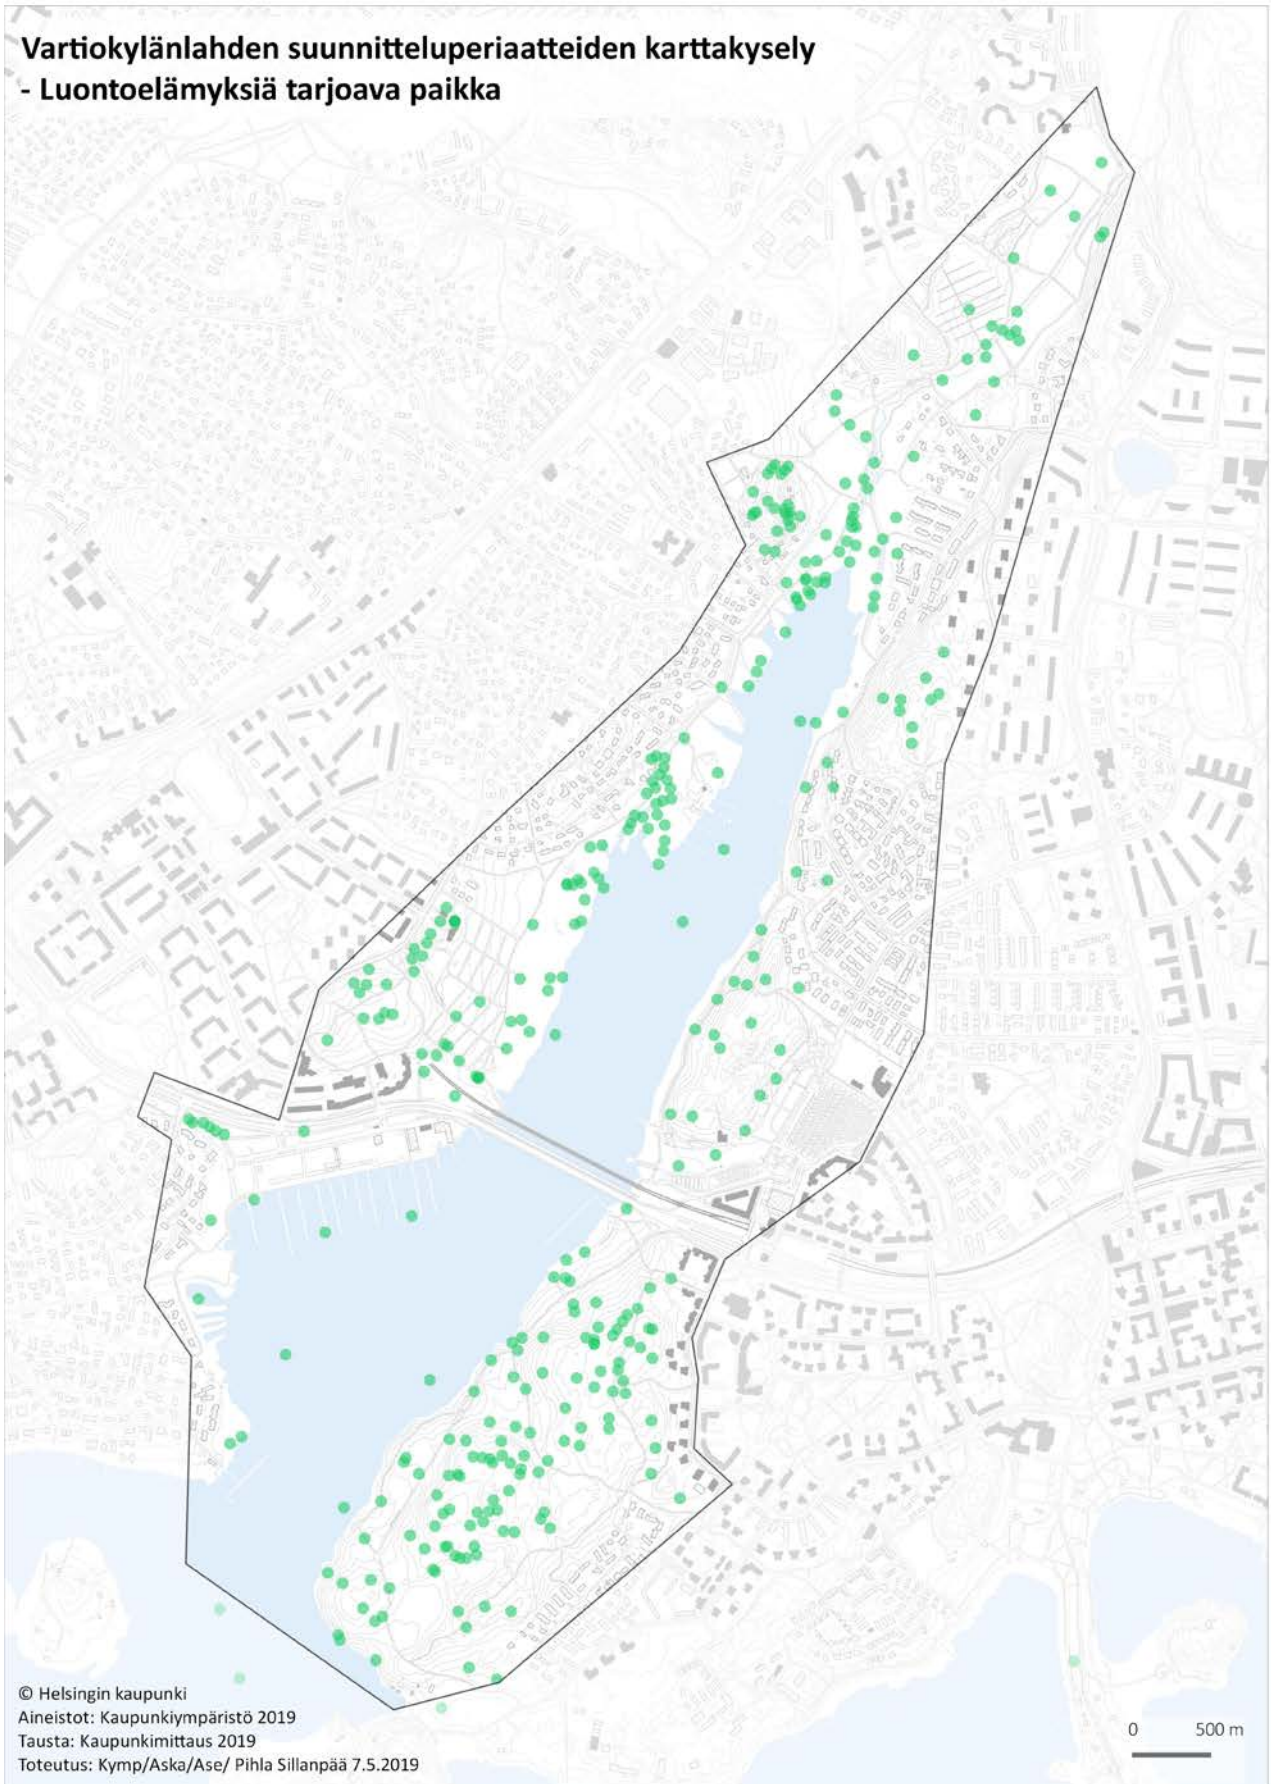 Vartiokylänlahden suunnitteluperiaatteiden karttakysely
- Luontoelämyksiä tarjoava paikka
© Helsingin kaupunki
Aineistot: Kaupunkiympäristö 2019
Tausta: Kaupunkimittaus 2019
Toteutus: Kymp/Aska/Ase/ Pihla Sillanpää 7.5.2019
0 500 m